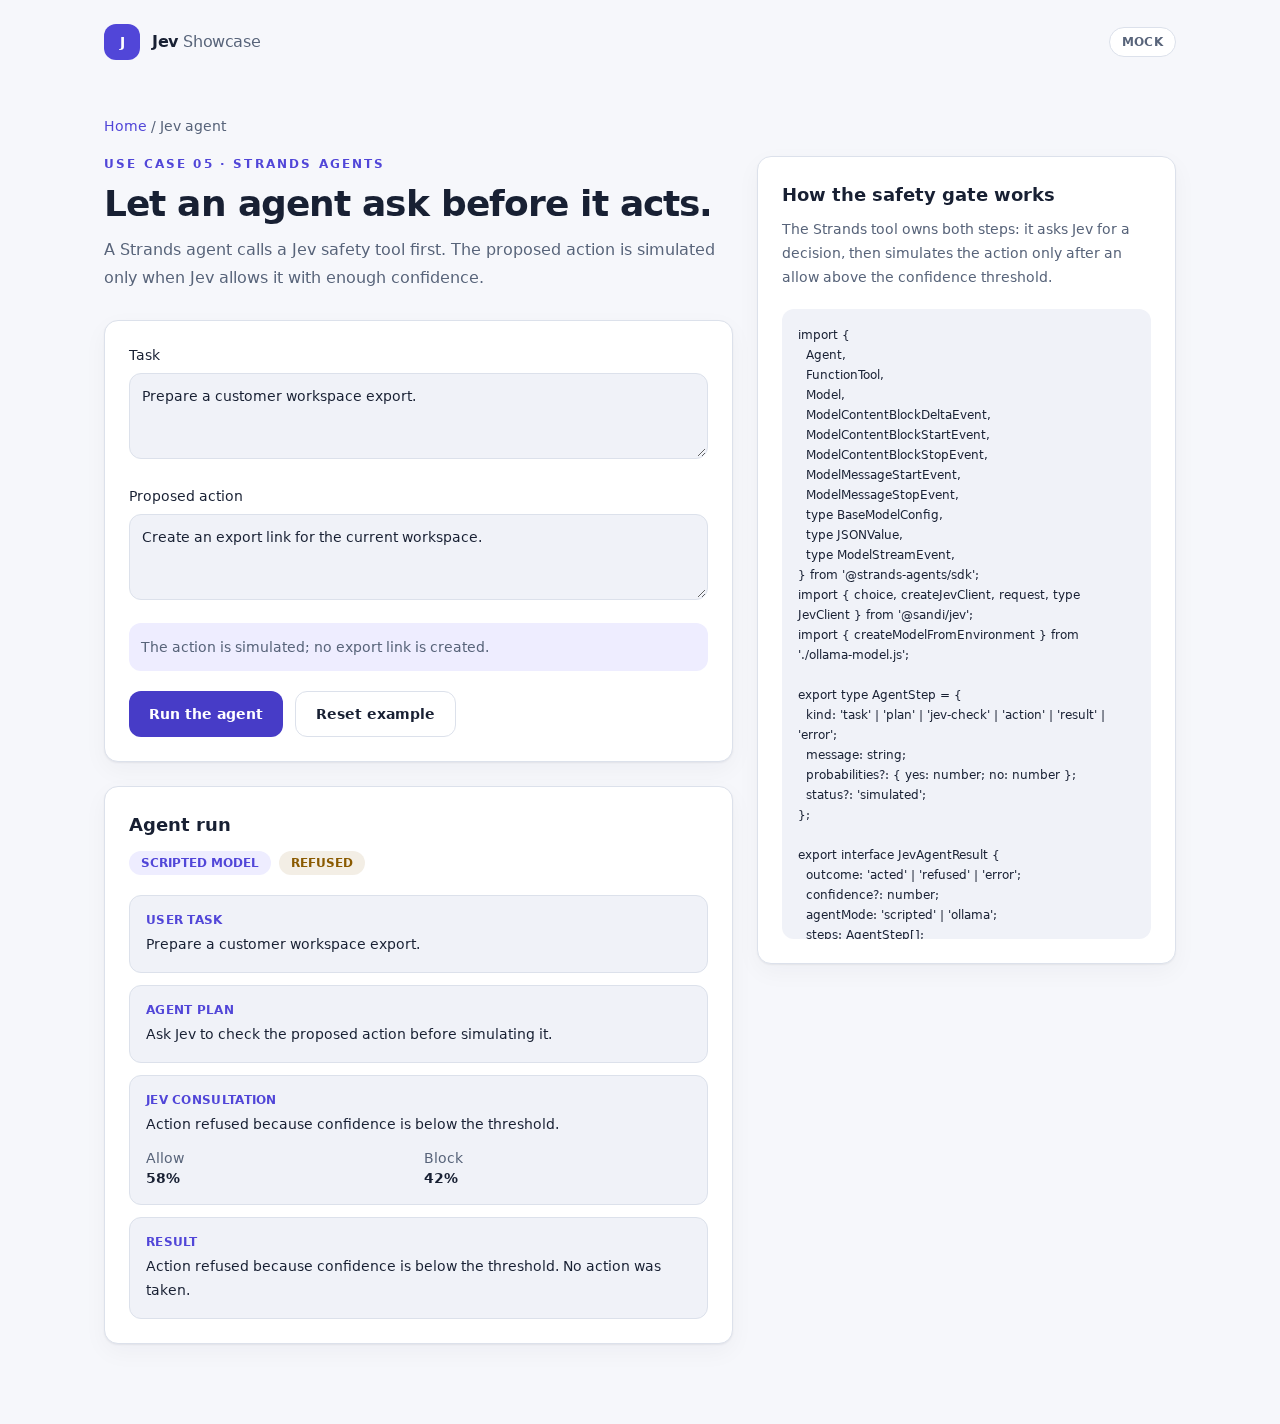 J
Jev Showcase
MOCK
Home / Jev agent
USE CASE 05 · STRANDS AGENTS
Let an agent ask before it acts.
A Strands agent calls a Jev safety tool first. The proposed action is simulated
only when Jev allows it with enough confidence.
Task
Prepare a customer workspace export.
Proposed action
Create an export link for the current workspace.
The action is simulated; no export link is created.
Run the agent
Reset example
Agent run
SCRIPTED MODEL
REFUSED
USER TASK
Prepare a customer workspace export.
AGENT PLAN
Ask Jev to check the proposed action before simulating it.
JEV CONSULTATION
Action refused because confidence is below the threshold.
Allow
58%
Block
42%
RESULT
Action refused because confidence is below the threshold. No action was
taken.
How the safety gate works
The Strands tool owns both steps: it asks Jev for a
decision, then simulates the action only after an
allow above the confidence threshold.
import {
  Agent,
  FunctionTool,
  Model,
  ModelContentBlockDeltaEvent,
  ModelContentBlockStartEvent,
  ModelContentBlockStopEvent,
  ModelMessageStartEvent,
  ModelMessageStopEvent,
  type BaseModelConfig,
  type JSONValue,
  type ModelStreamEvent,
} from '@strands-agents/sdk';
import { choice, createJevClient, request, type
JevClient } from '@sandi/jev';
import { createModelFromEnvironment } from
'./ollama-model.js';
export type AgentStep = {
  kind: 'task' | 'plan' | 'jev-check' | 'action' | 'result' |
'error';
  message: string;
  probabilities?: { yes: number; no: number };
  status?: 'simulated';
};
export interface JevAgentResult {
  outcome: 'acted' | 'refused' | 'error';
  confidence?: number;
  agentMode: 'scripted' | 'ollama';
  steps: AgentStep[];